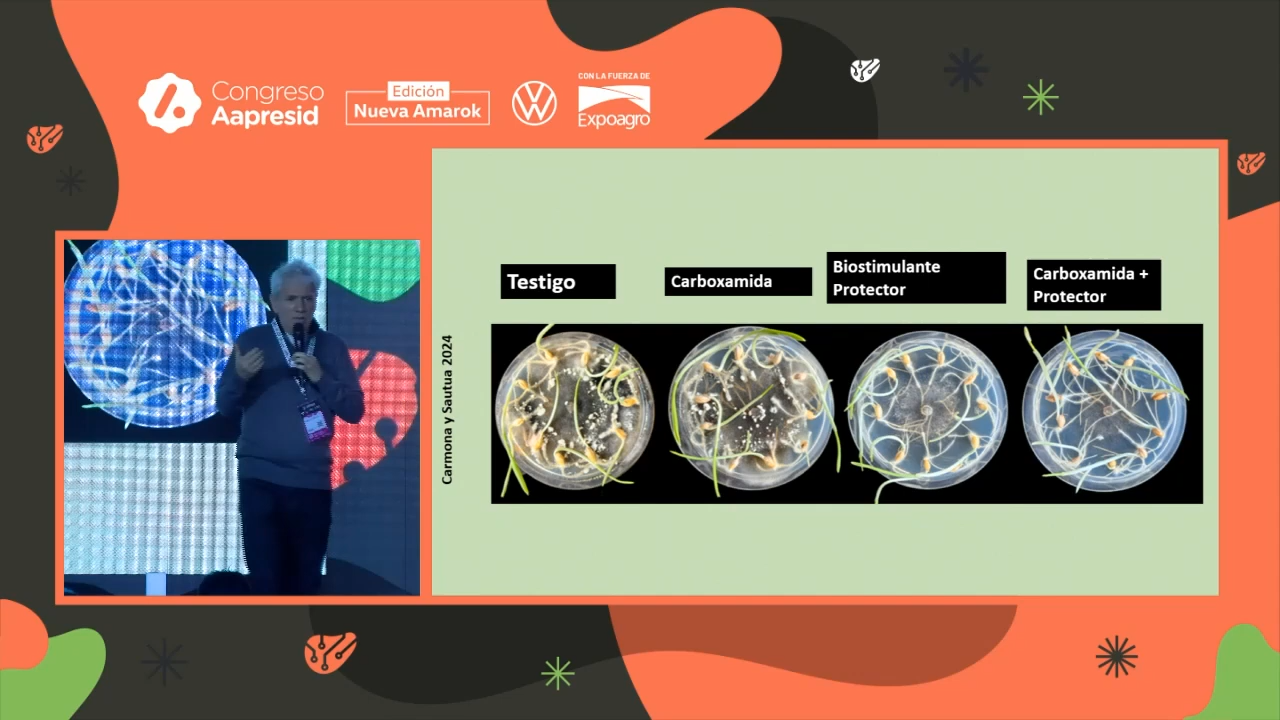 Congreso
Aapresid
Edición
Nueva Amarok
CON LA FUERZA DE
Expoagro
Testigo
Carboxamida
Biostimulante
Protector
Carboxamida +
Protector
Carmona y Sautua 2024